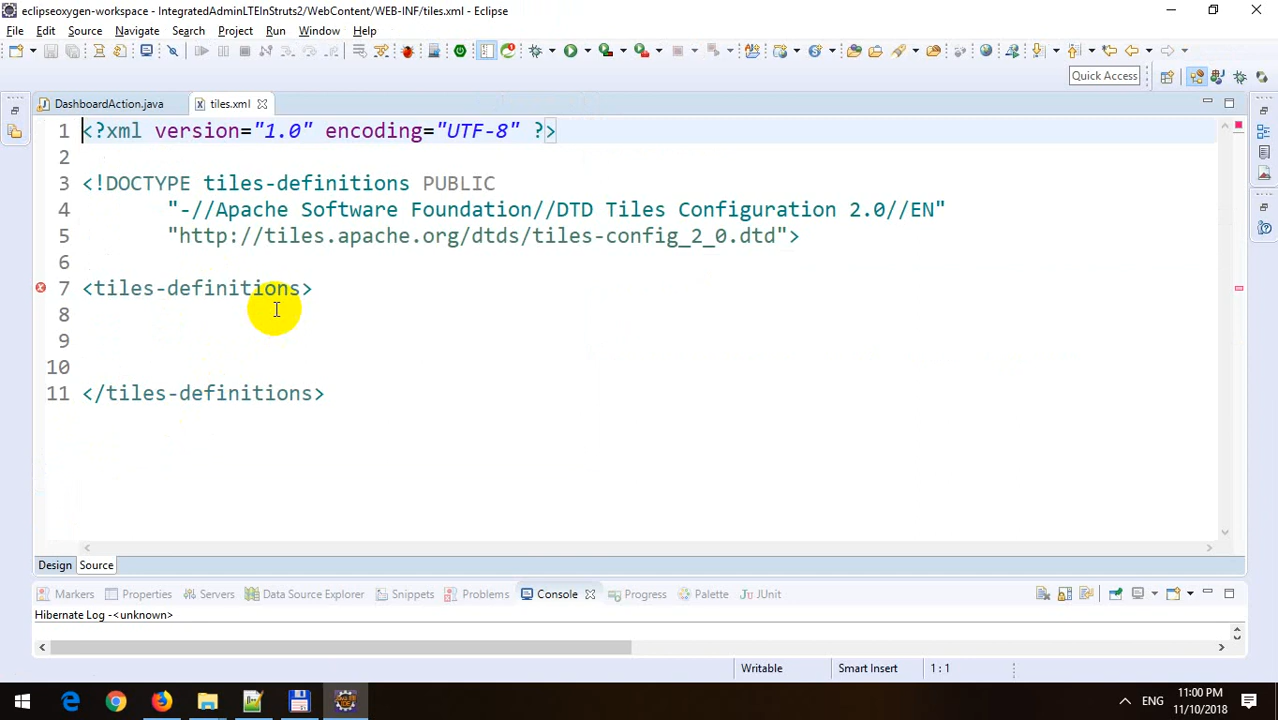 eclipseoxygen-workspace - IntegratedAdminLTEInStruts2/WebContent/WEB-INF/tiles.xml - Eclipse
File Edit Source Navigate Search Project Run Window Help
Quick Access
DashboardAction.java tiles.xml
1 <?xml version="1.0" encoding="UTF-8" ?>
2
3 <!DOCTYPE tiles-definitions PUBLIC
4 "-//Apache Software Foundation//DTD Tiles Configuration 2.0//EN"
5 "http://tiles.apache.org/dtds/tiles-config_2_0.dtd">
6
7 <tiles-definitions>
8
9
10
11 </tiles-definitions>
Design Source
Markers Properties Servers Data Source Explorer Snippets Problems Console Progress Palette JUnit
Hibernate Log -<unknown>
Writable Smart Insert 1 : 1
ENG 11:00 PM
11/10/2018